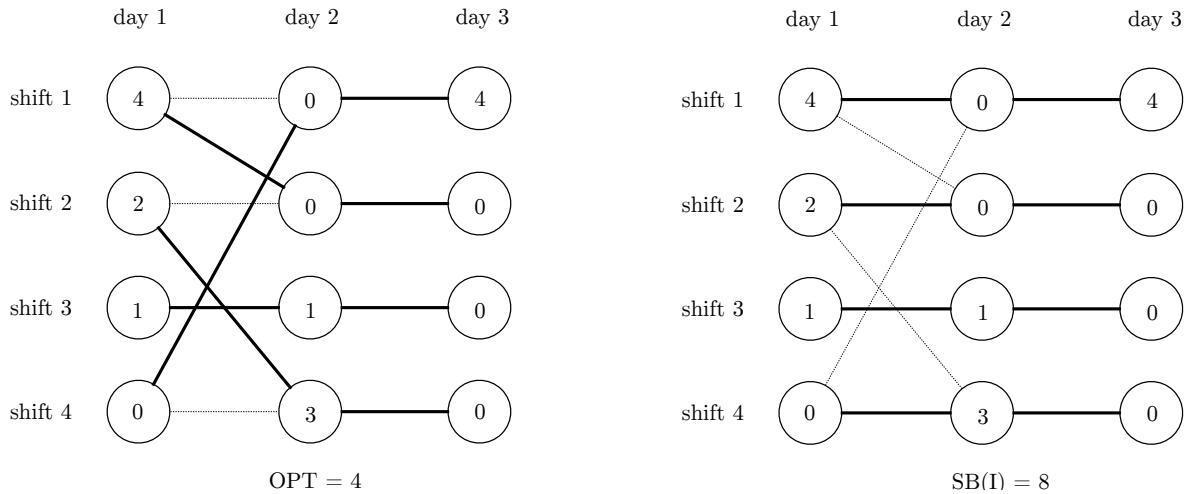 day 1 day 2 day 3
shift 1 4 0 4
shift 2 2 0 0
shift 3 1 1 0
shift 4 0 3 0
OPT = 4
day 1 day 2 day 3
shift 1 4 0 4
shift 2 2 0 0
shift 3 1 1 0
shift 4 0 3 0
SB(I) = 8